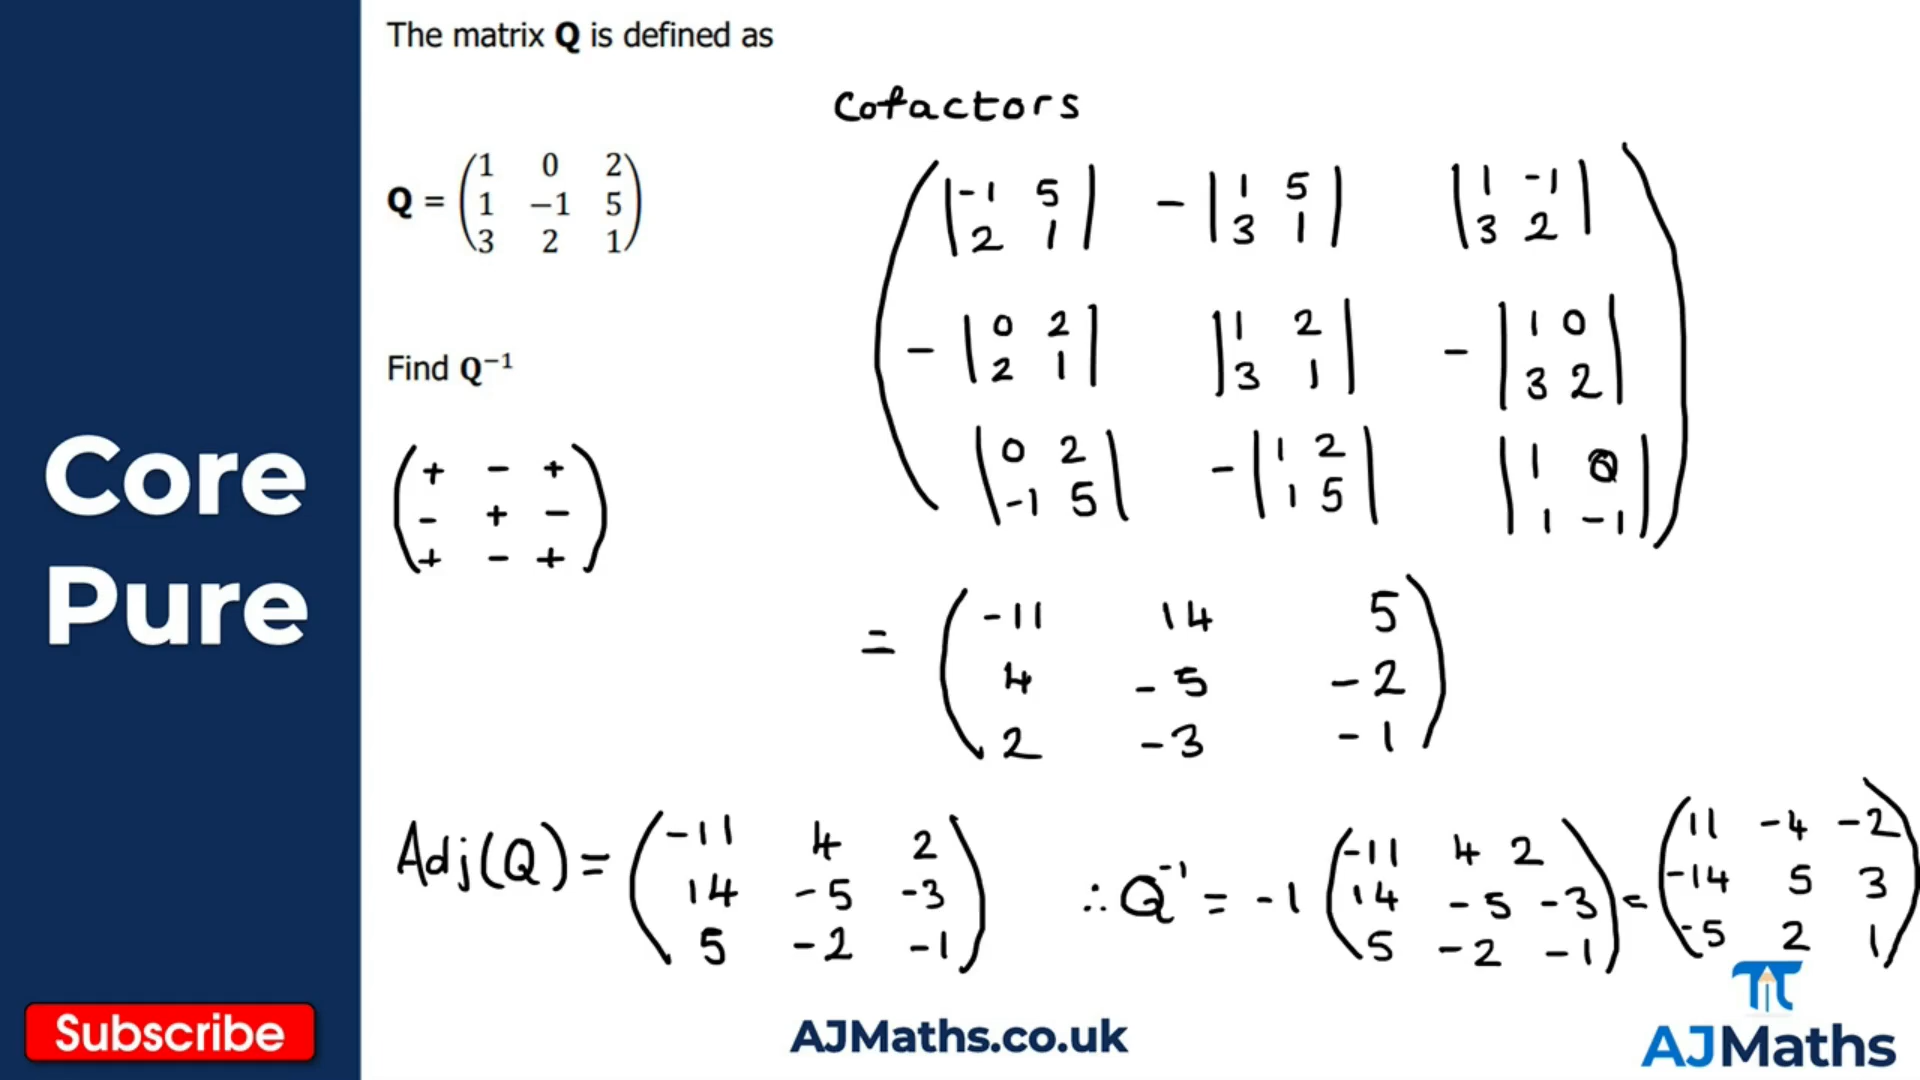 The matrix Q is defined as
Cofactors
Q = (1 0 2
1 −1 5
3 2 1)
Find Q⁻¹
(+ - +
- + -
+ - +)
(|-1 5| -|1 5| |1 -1|
|2 1| |3 1| |3 2|
-|0 2| |1 2| -|1 0|
|2 1| |3 1| |3 2|
|0 2| -|1 2| |1 0|
|-1 5| |1 5| |1 -1|)
= (-11 14 5
4 -5 -2
2 -3 -1)
Adj(Q) = (-11 4 2
14 -5 -3
5 -2 -1)
∴ Q⁻¹ = -1 (-11 4 2
14 -5 -3
5 -2 -1)
= (11 -4 -2
-14 5 3
-5 2 1)
Core
Pure
Subscribe
AJMaths.co.uk
AJMaths